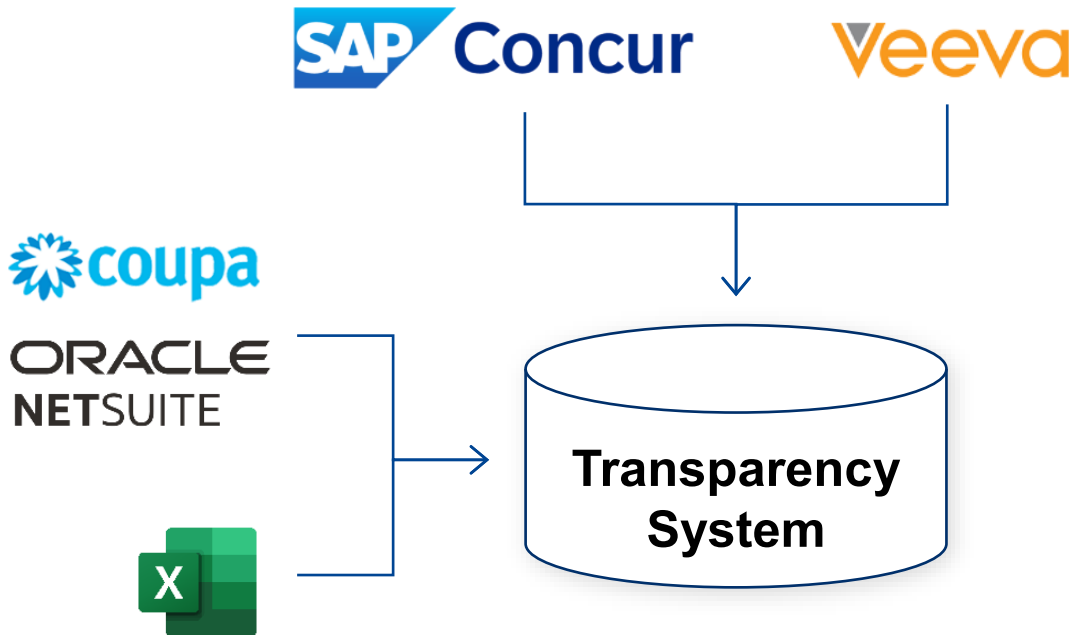 SAP Concur
Veeva
coupa
ORACLE
NETSUITE
X
Transparency
System